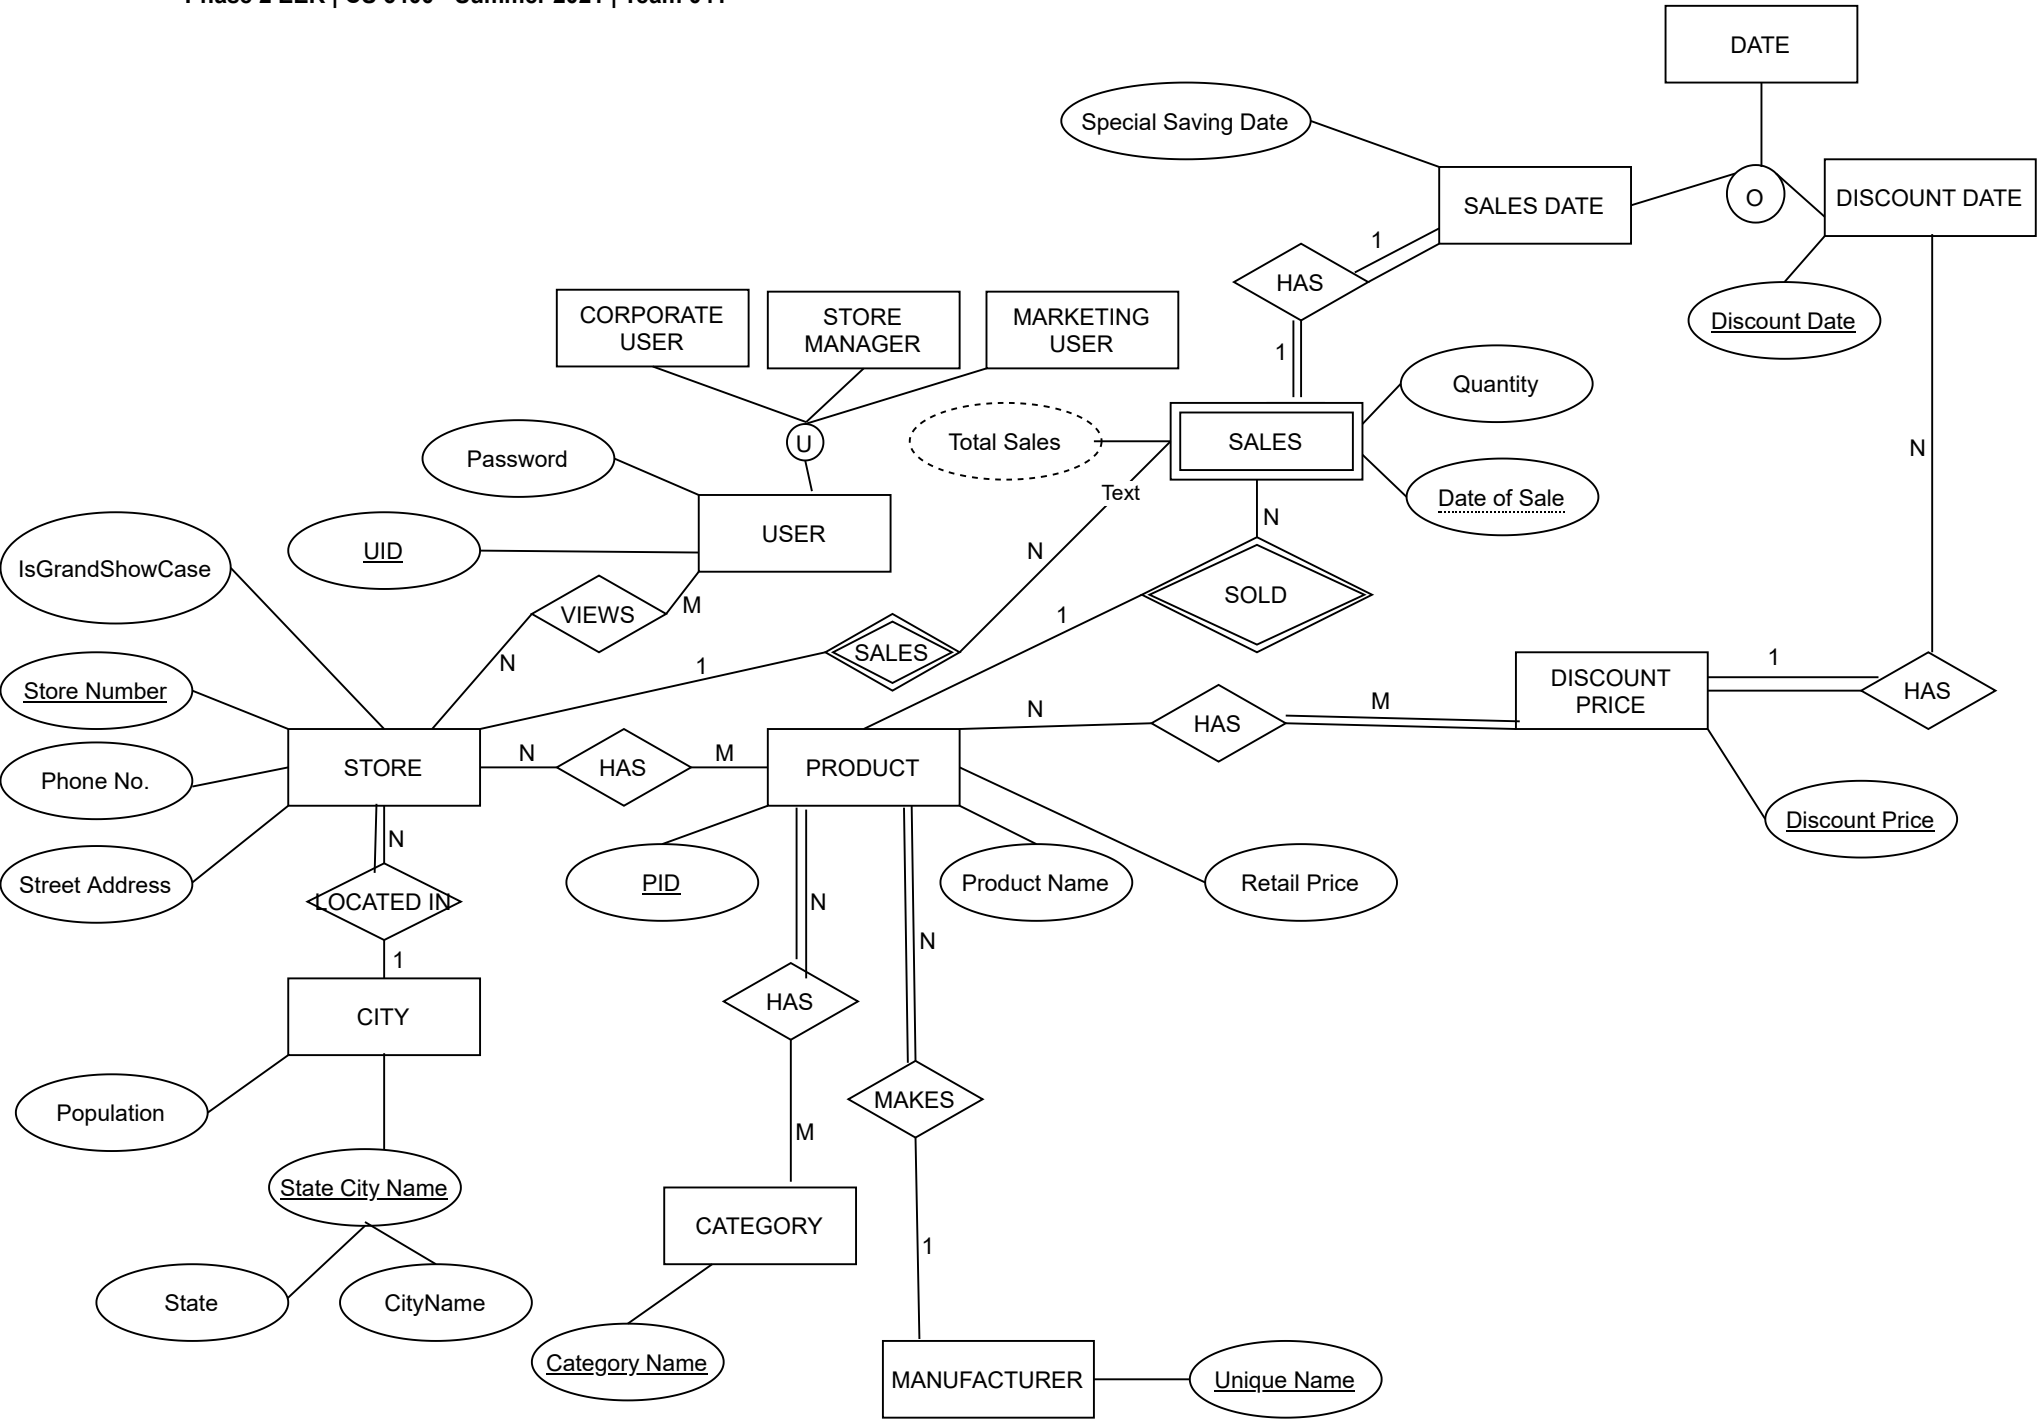 DATE
Special Saving Date
SALES DATE
O
DISCOUNT DATE
1
HAS
Discount Date
CORPORATE
USER
STORE
MANAGER
MARKETING
USER
1
Quantity
U
Total Sales
SALES
N
Password
Text
Date of Sale
N
USER
UID
N
IsGrandShowCase
SOLD
VIEWS
M
1
SALES
N
1
1
DISCOUNT
PRICE
HAS
Store Number
N
M
HAS
STORE
N
HAS
M
PRODUCT
Phone No.
Discount Price
N
Street Address
PID
Product Name
Retail Price
LOCATED IN
N
N
1
HAS
CITY
MAKES
Population
M
State City Name
CATEGORY
1
State
CityName
Category Name
MANUFACTURER
Unique Name